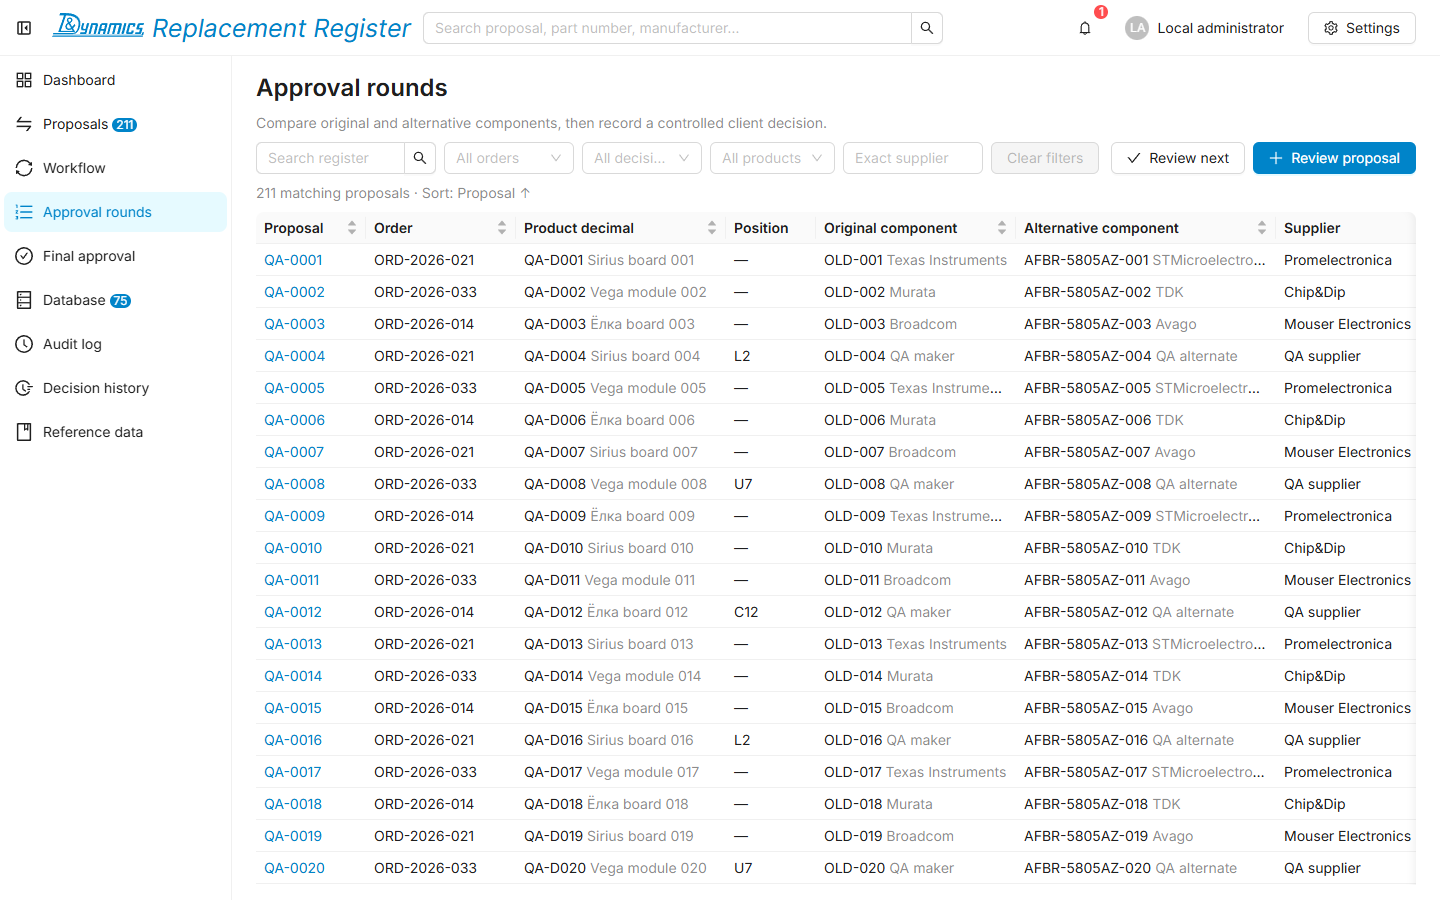 DYNAMICS Replacement Register
Search proposal, part number, manufacturer...
1
LA Local administrator
Settings
Dashboard
Proposals 211
Workflow
Approval rounds
Final approval
Database 75
Audit log
Decision history
Reference data
Approval rounds
Compare original and alternative components, then record a controlled client decision.
Search register All orders All decisi... All products Exact supplier Clear filters Review next Review proposal
211 matching proposals · Sort: Proposal ↑
Proposal Order Product decimal Position Original component Alternative component Supplier
QA-0001 ORD-2026-021 QA-D001 Sirius board 001 — OLD-001 Texas Instruments AFBR-5805AZ-001 STMicroelectro... Promelectronica
QA-0002 ORD-2026-033 QA-D002 Vega module 002 — OLD-002 Murata AFBR-5805AZ-002 TDK Chip&Dip
QA-0003 ORD-2026-014 QA-D003 Ёлка board 003 — OLD-003 Broadcom AFBR-5805AZ-003 Avago Mouser Electronics
QA-0004 ORD-2026-021 QA-D004 Sirius board 004 L2 OLD-004 QA maker AFBR-5805AZ-004 QA alternate QA supplier
QA-0005 ORD-2026-033 QA-D005 Vega module 005 — OLD-005 Texas Instrume... AFBR-5805AZ-005 STMicroelectr... Promelectronica
QA-0006 ORD-2026-014 QA-D006 Ёлка board 006 — OLD-006 Murata AFBR-5805AZ-006 TDK Chip&Dip
QA-0007 ORD-2026-021 QA-D007 Sirius board 007 — OLD-007 Broadcom AFBR-5805AZ-007 Avago Mouser Electronics
QA-0008 ORD-2026-033 QA-D008 Vega module 008 U7 OLD-008 QA maker AFBR-5805AZ-008 QA alternate QA supplier
QA-0009 ORD-2026-014 QA-D009 Ёлка board 009 — OLD-009 Texas Instrume... AFBR-5805AZ-009 STMicroelectr... Promelectronica
QA-0010 ORD-2026-021 QA-D010 Sirius board 010 — OLD-010 Murata AFBR-5805AZ-010 TDK Chip&Dip
QA-0011 ORD-2026-033 QA-D011 Vega module 011 — OLD-011 Broadcom AFBR-5805AZ-011 Avago Mouser Electronics
QA-0012 ORD-2026-014 QA-D012 Ёлка board 012 C12 OLD-012 QA maker AFBR-5805AZ-012 QA alternate QA supplier
QA-0013 ORD-2026-021 QA-D013 Sirius board 013 — OLD-013 Texas Instruments AFBR-5805AZ-013 STMicroelectro... Promelectronica
QA-0014 ORD-2026-033 QA-D014 Vega module 014 — OLD-014 Murata AFBR-5805AZ-014 TDK Chip&Dip
QA-0015 ORD-2026-014 QA-D015 Ёлка board 015 — OLD-015 Broadcom AFBR-5805AZ-015 Avago Mouser Electronics
QA-0016 ORD-2026-021 QA-D016 Sirius board 016 L2 OLD-016 QA maker AFBR-5805AZ-016 QA alternate QA supplier
QA-0017 ORD-2026-033 QA-D017 Vega module 017 — OLD-017 Texas Instruments AFBR-5805AZ-017 STMicroelectro... Promelectronica
QA-0018 ORD-2026-014 QA-D018 Ёлка board 018 — OLD-018 Murata AFBR-5805AZ-018 TDK Chip&Dip
QA-0019 ORD-2026-021 QA-D019 Sirius board 019 — OLD-019 Broadcom AFBR-5805AZ-019 Avago Mouser Electronics
QA-0020 ORD-2026-033 QA-D020 Vega module 020 U7 OLD-020 QA maker AFBR-5805AZ-020 QA alternate QA supplier